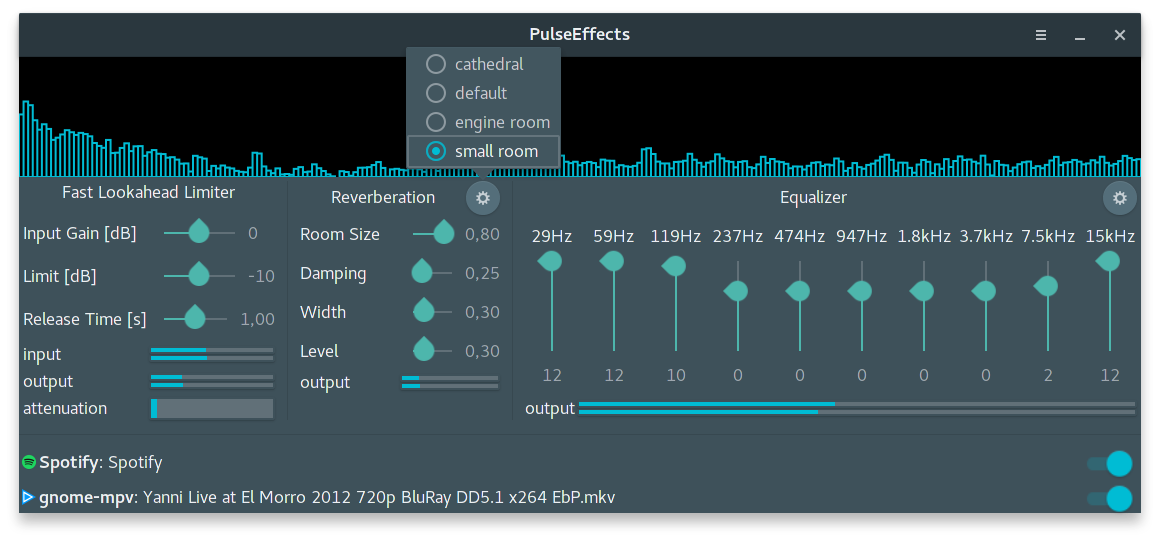 PulseEffects
cathedral
default
engine room
small room
Fast Lookahead Limiter
Input Gain [dB] 0
Limit [dB] -10
Release Time [s] 1,00
input
output
attenuation
Reverberation
Room Size 0,80
Damping 0,25
Width 0,30
Level 0,30
output
Equalizer
29Hz 59Hz 119Hz 237Hz 474Hz 947Hz 1.8kHz 3.7kHz 7.5kHz 15kHz
12 12 10 0 0 0 0 0 2 12
output
Spotify: Spotify
gnome-mpv: Yanni Live at El Morro 2012 720p BluRay DD5.1 x264 EbP.mkv